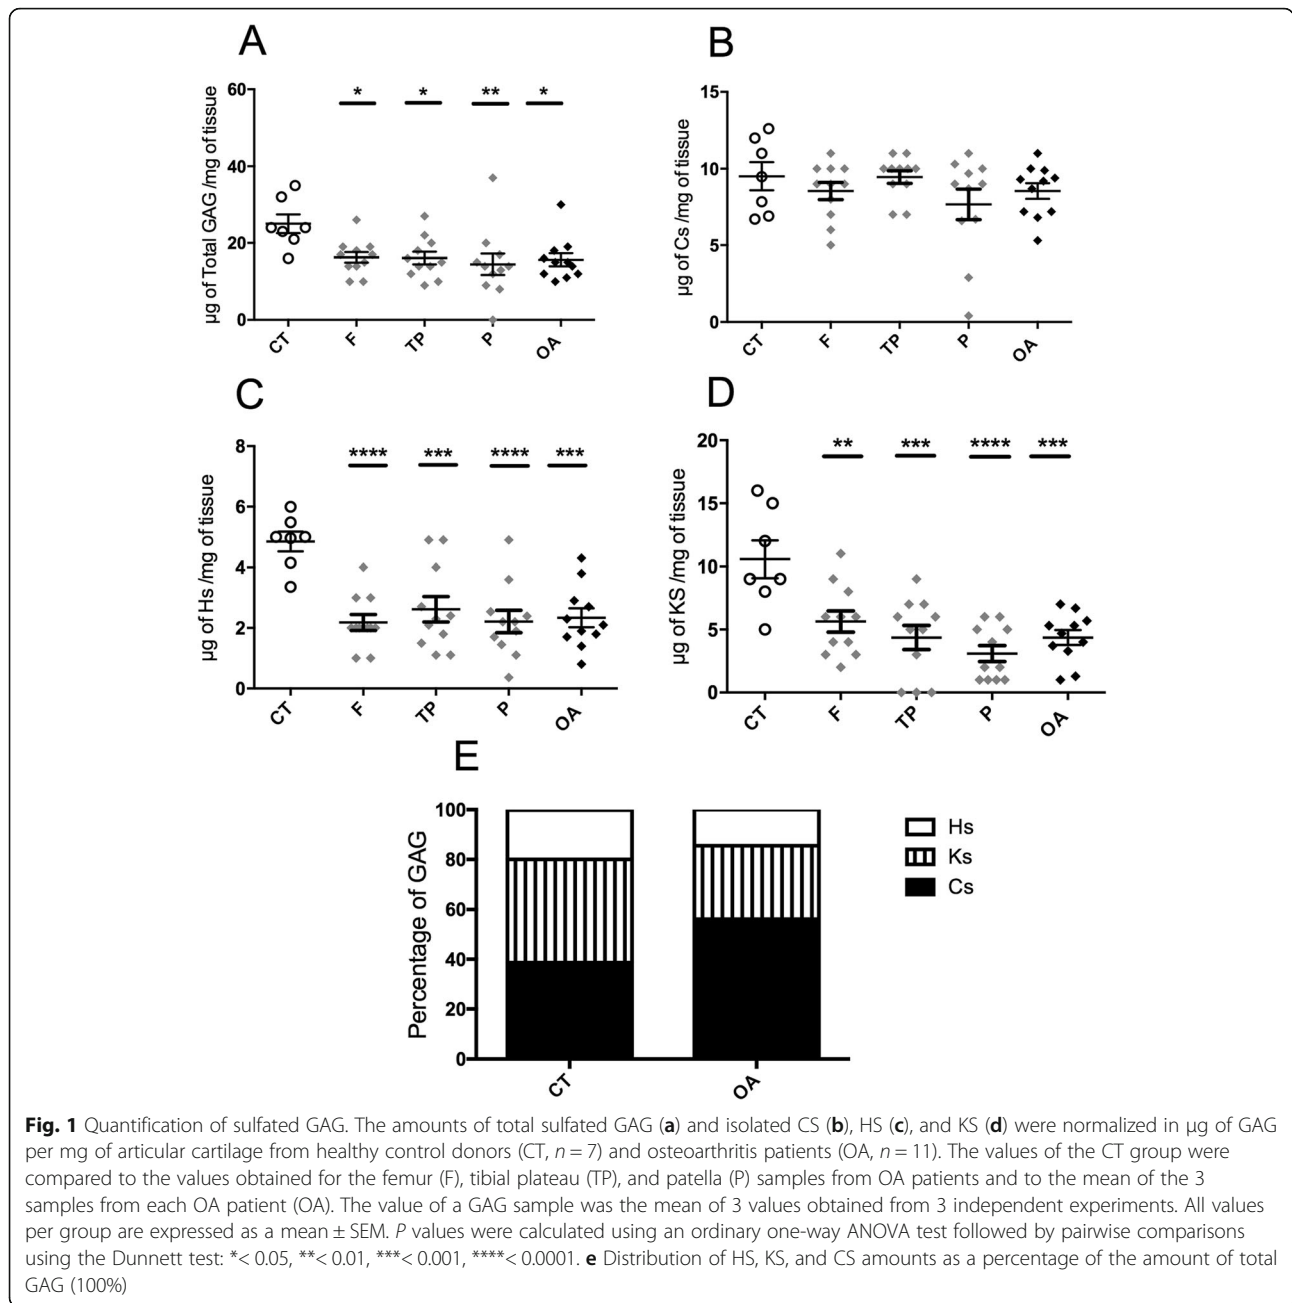 A
µg of Total GAG /mg of tissue
60
40
20
0
* * ** *
CT F TP P OA
B
µg of Cs /mg of tissue
15
10
5
0
CT F TP P OA
C
µg of Hs /mg of tissue
8
6
4
2
0
**** *** **** ***
CT F TP P OA
D
µg of KS /mg of tissue
20
15
10
5
0
** *** **** ***
CT F TP P OA
E
Percentage of GAG
100
80
60
40
20
0
CT OA
Hs
Ks
Cs
Fig. 1 Quantification of sulfated GAG. The amounts of total sulfated GAG (a) and isolated CS (b), HS (c), and KS (d) were normalized in µg of GAG
per mg of articular cartilage from healthy control donors (CT, n = 7) and osteoarthritis patients (OA, n = 11). The values of the CT group were
compared to the values obtained for the femur (F), tibial plateau (TP), and patella (P) samples from OA patients and to the mean of the 3
samples from each OA patient (OA). The value of a GAG sample was the mean of 3 values obtained from 3 independent experiments. All values
per group are expressed as a mean ± SEM. P values were calculated using an ordinary one-way ANOVA test followed by pairwise comparisons
using the Dunnett test: *< 0.05, **< 0.01, ***< 0.001, ****< 0.0001. e Distribution of HS, KS, and CS amounts as a percentage of the amount of total
GAG (100%)